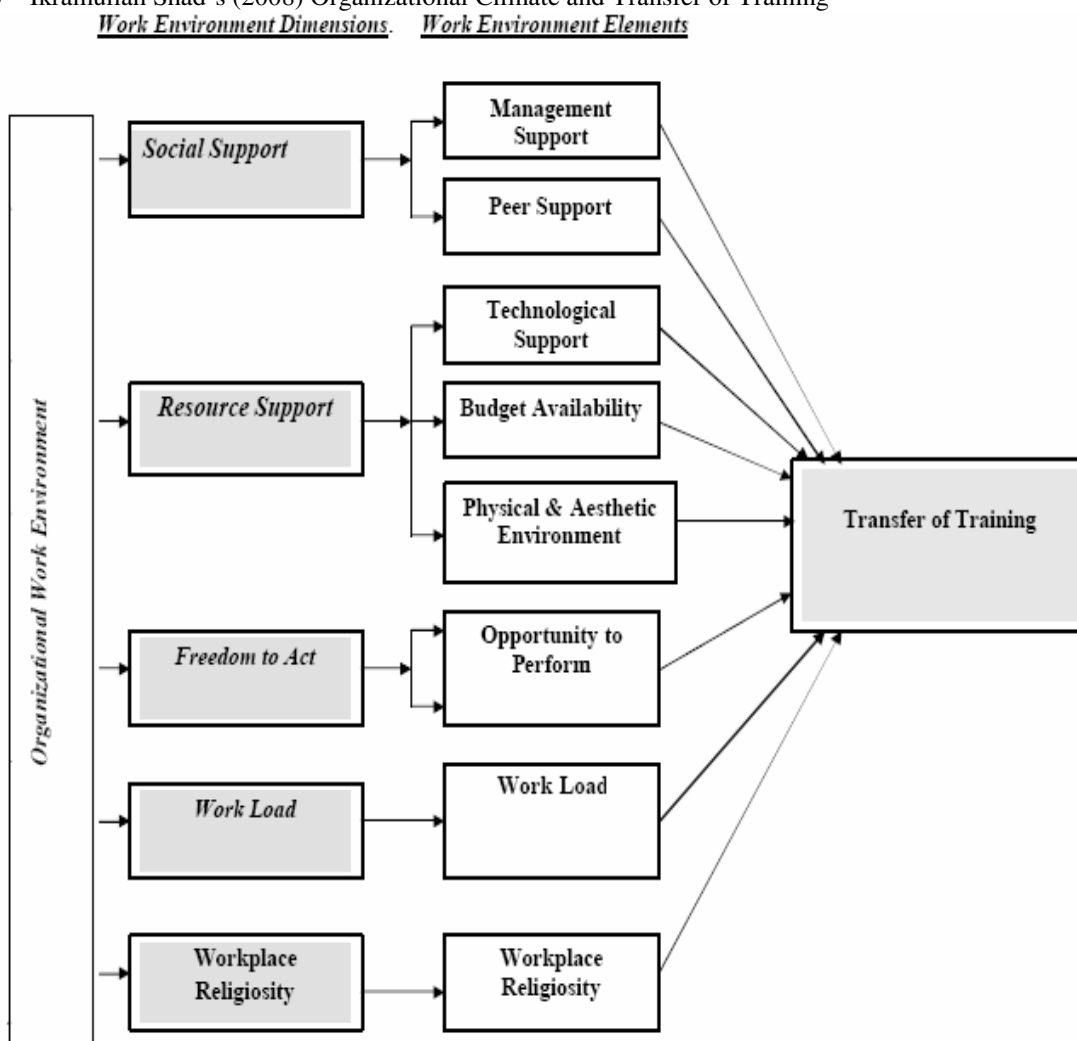 Ikramullah Shad's (2008) Organizational Climate and Transfer of Training
Work Environment Dimensions. Work Environment Elements
Organizational Work Environment
Social Support
Management
Support
Peer Support
Resource Support
Technological
Support
Budget Availability
Physical & Aesthetic
Environment
Transfer of Training
Freedom to Act
Opportunity to
Perform
Work Load
Work Load
Workplace
Religiosity
Workplace
Religiosity